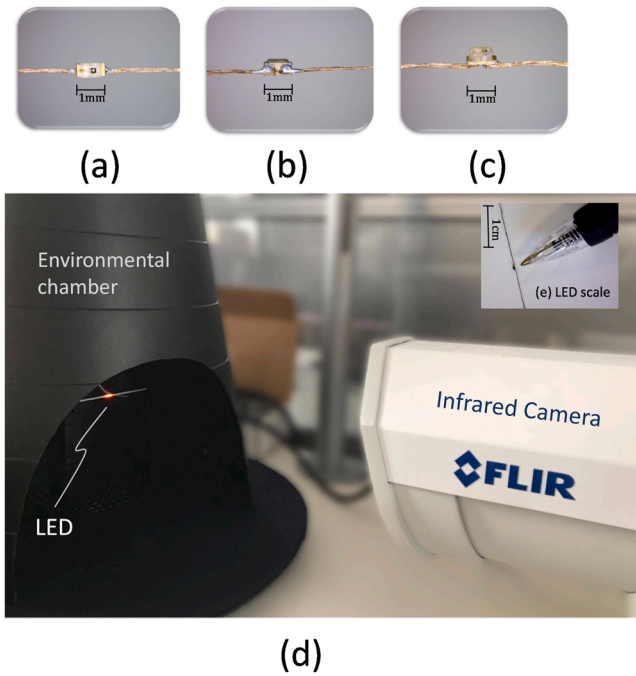 1mm
1mm
1mm
(a)
(b)
(c)
Environmental
chamber
1cm
(e) LED scale
Infrared Camera
FLIR
LED
(d)